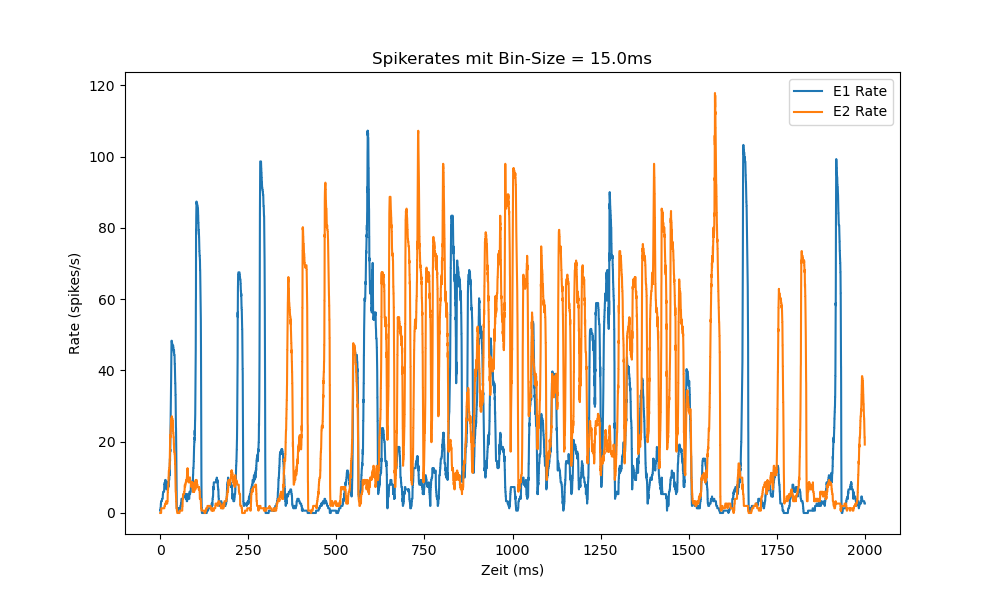 Spikerates mit Bin-Size = 15.0ms
E1 Rate
E2 Rate
Rate (spikes/s)
120
100
80
60
40
20
0
0 250 500 750 1000 1250 1500 1750 2000
Zeit (ms)